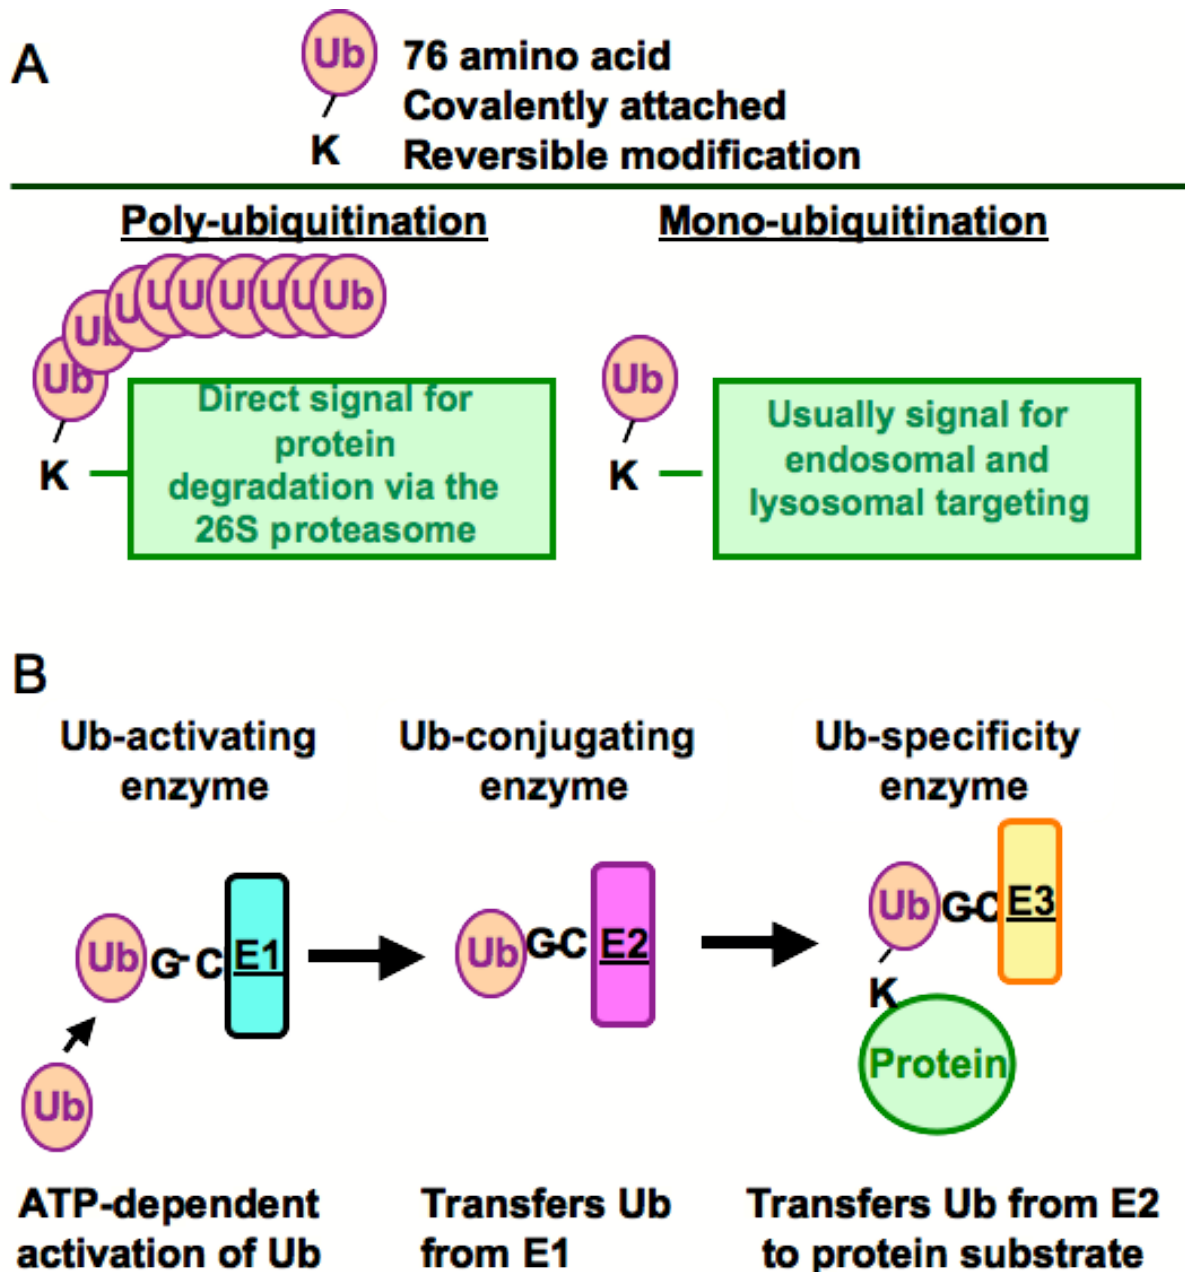 A
Ub
76 amino acid
Covalently attached
K
Reversible modification
Poly-ubiquitination
Mono-ubiquitination
Ub
Ub
U
U
U
U
U
U
Ub
K
Direct signal for
protein
degradation via the
26S proteasome
Ub
K
Usually signal for
endosomal and
lysosomal targeting
B
Ub-activating
enzyme
Ub-conjugating
enzyme
Ub-specificity
enzyme
Ub G-C E1
Ub
Ub G-C E2
Ub G-C E3
K
Protein
ATP-dependent
activation of Ub
Transfers Ub
from E1
Transfers Ub from E2
to protein substrate